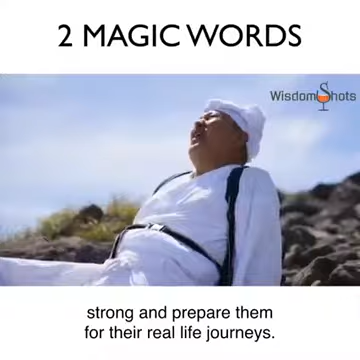 2 MAGIC WORDS
WisdomShots
strong and prepare them
for their real life journeys.